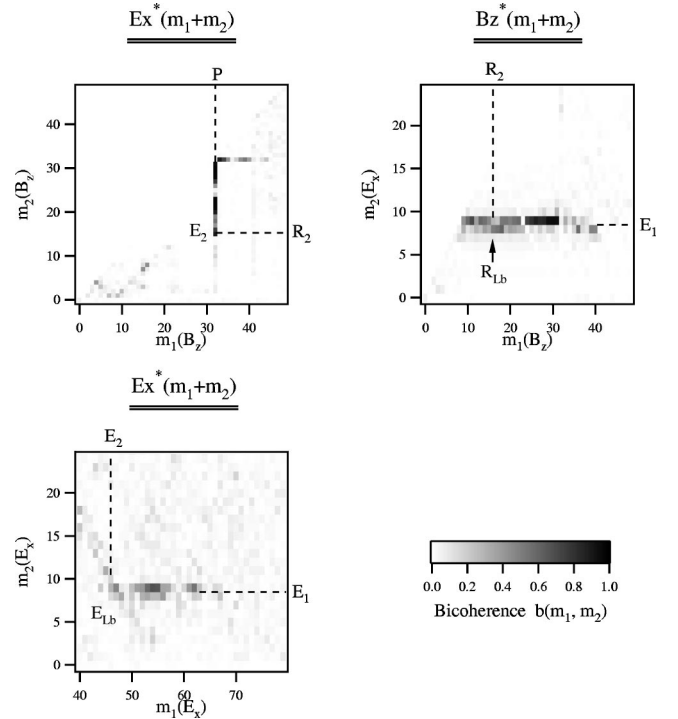 Ex*(m1+m2)
P
m2(Bz)
40
30
20
10
0
E2
R2
0 10 20 30 40
m1(Bz)
Bz*(m1+m2)
R2
m2(Ex)
20
15
10
5
0
E1
RLb
0 10 20 30 40
m1(Bz)
Ex*(m1+m2)
E2
m2(Ex)
20
15
10
5
0
E1
ELb
40 50 60 70
m1(Ex)
0.0 0.2 0.4 0.6 0.8 1.0
Bicoherence b(m1, m2)